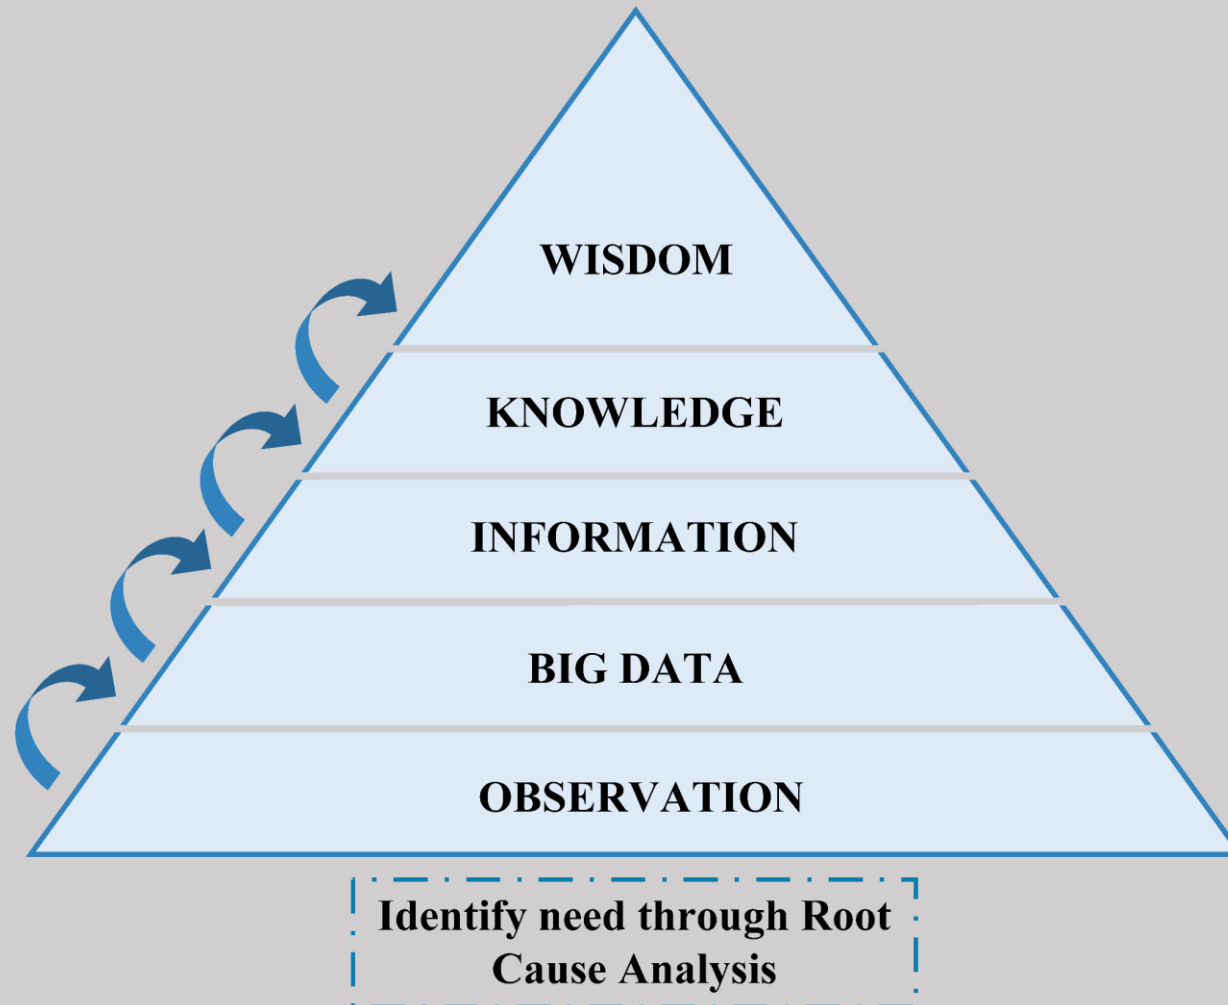 WISDOM
KNOWLEDGE
INFORMATION
BIG DATA
OBSERVATION
Identify need through Root
Cause Analysis